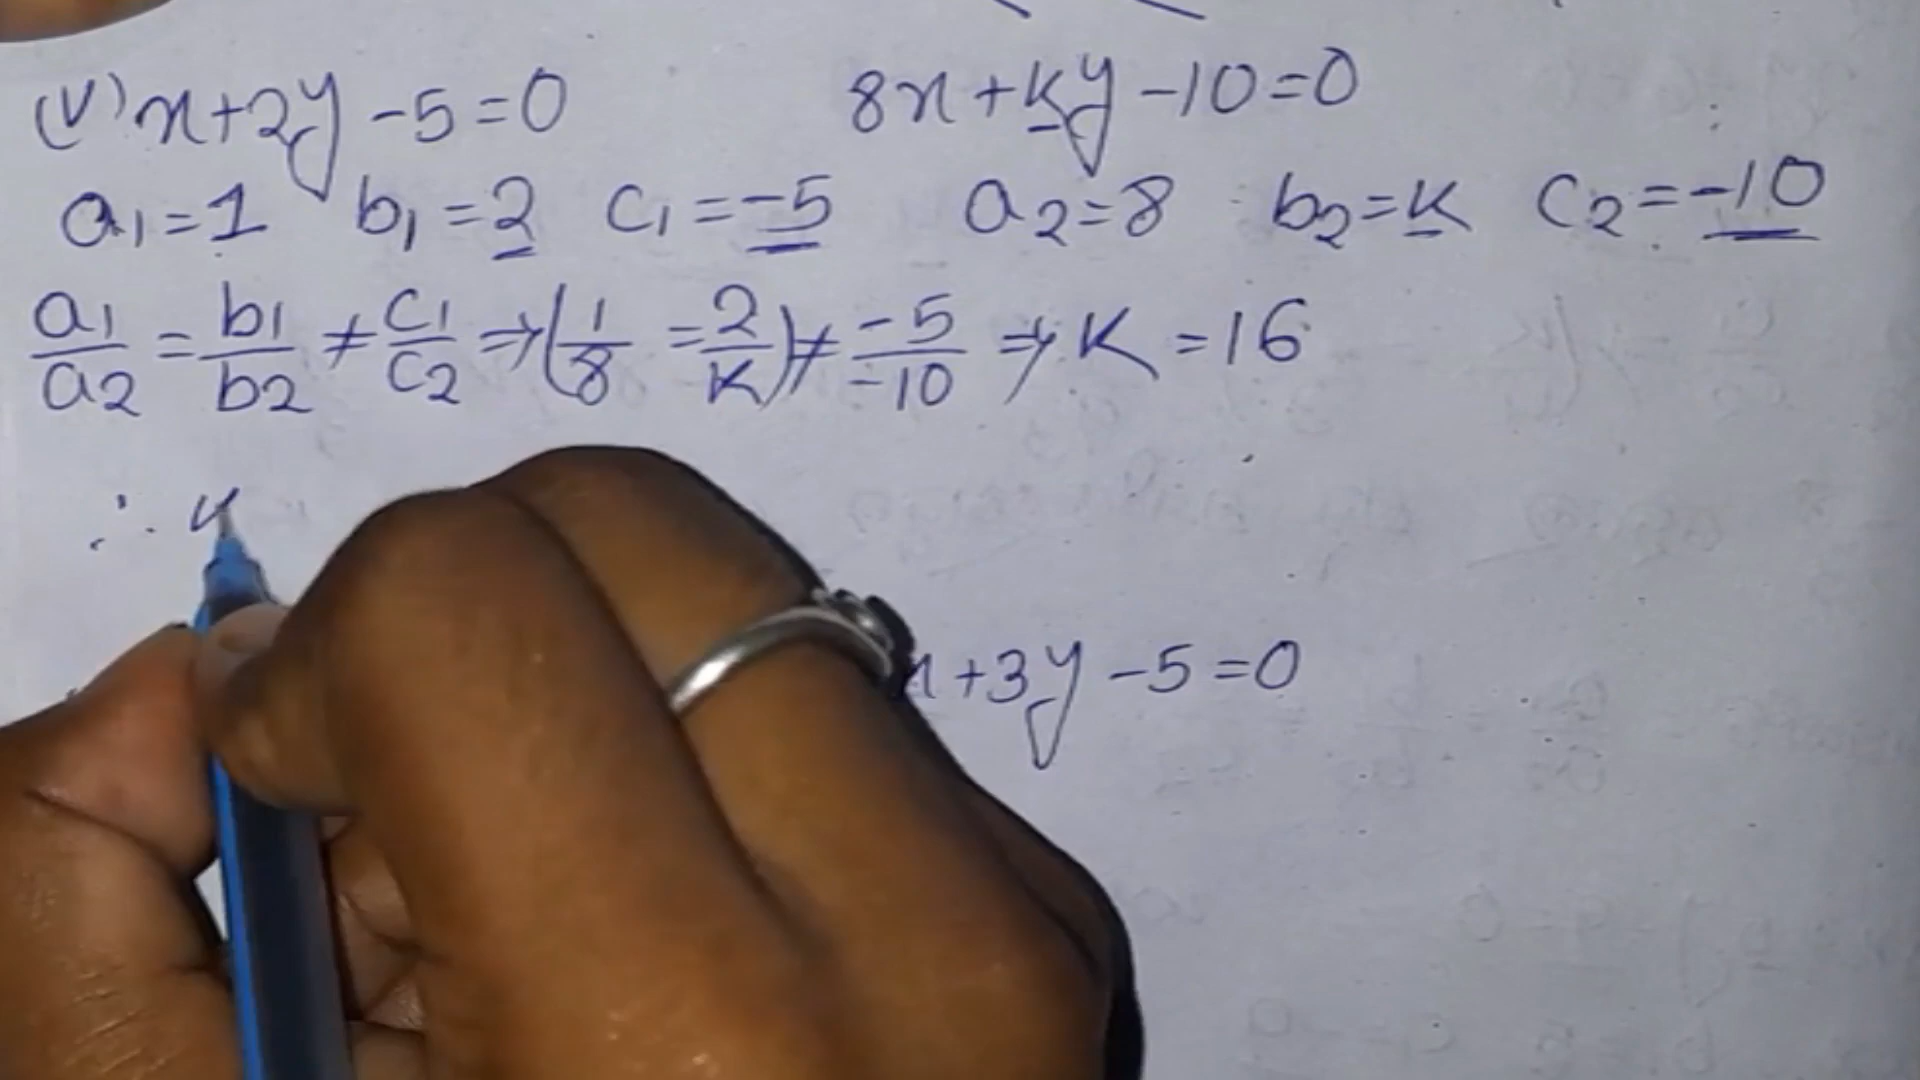 (V) x+2y-5=0 8x+ky-10=0
a1=1 b1=2 c1=-5 a2=8 b2=k c2=-10
a1/a2=b1/b2≠c1/c2⇒(1/8=2/k)≠-5/-10⇒K=16
∴
x+3y-5=0